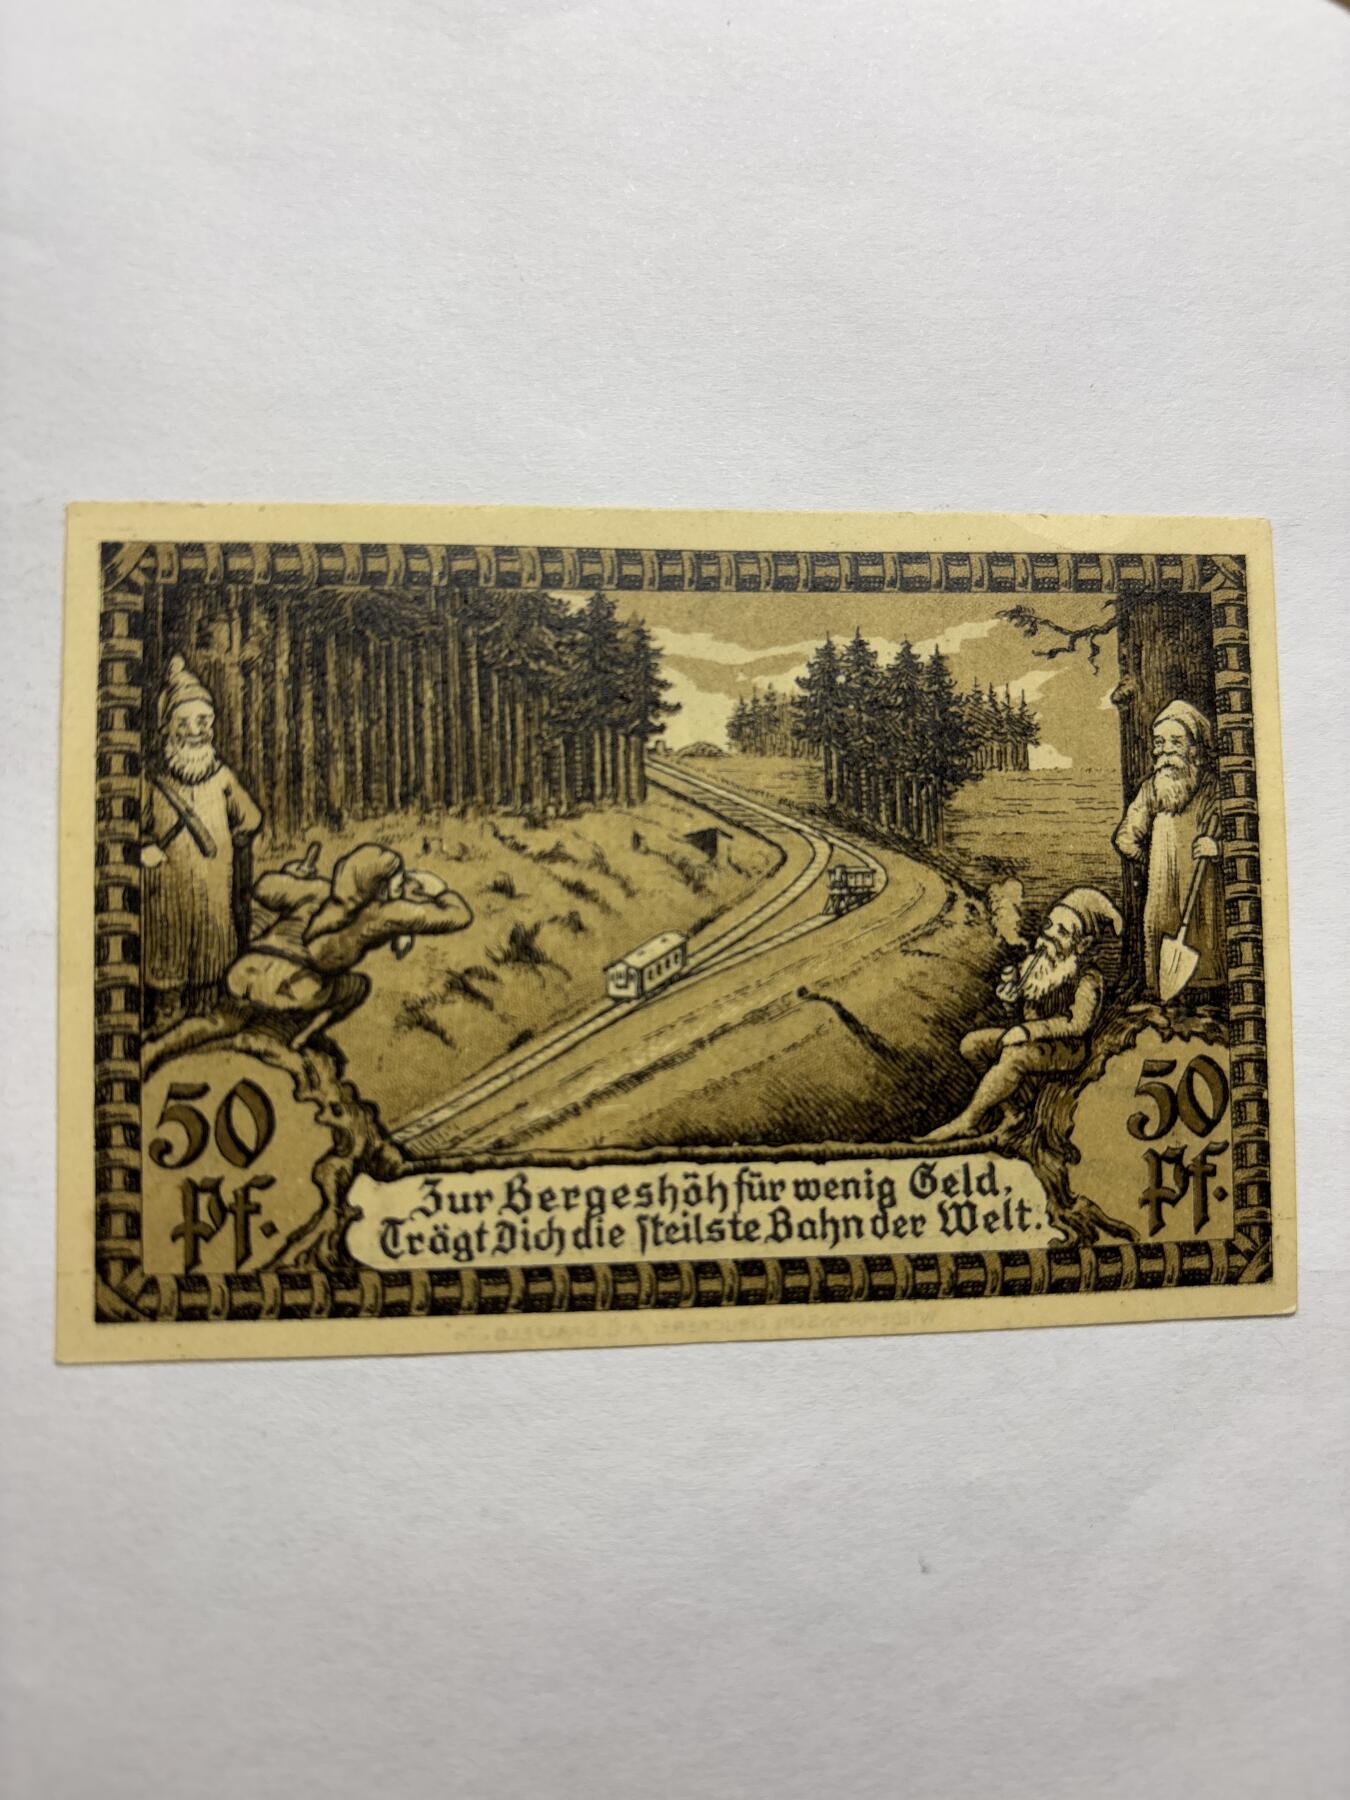 50
Pf.
50
Pf.
Zur Bergeshöh für wenig Geld,
Trägt Dich die steilste Bahn der Welt.